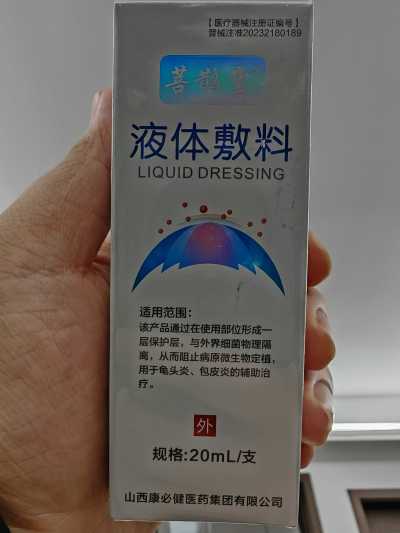 【医疗器械注册证编号】
晋械注准20232180189
液体敷料
LIQUID DRESSING
适用范围:
该产品通过在使用部位形成一
层保护层，与外界细菌物理隔
离，从而阻止病原微生物定植，
用于龟头炎、包皮炎的辅助治
疗。
外
规格:20mL/支
山西康必健医药集团有限公司